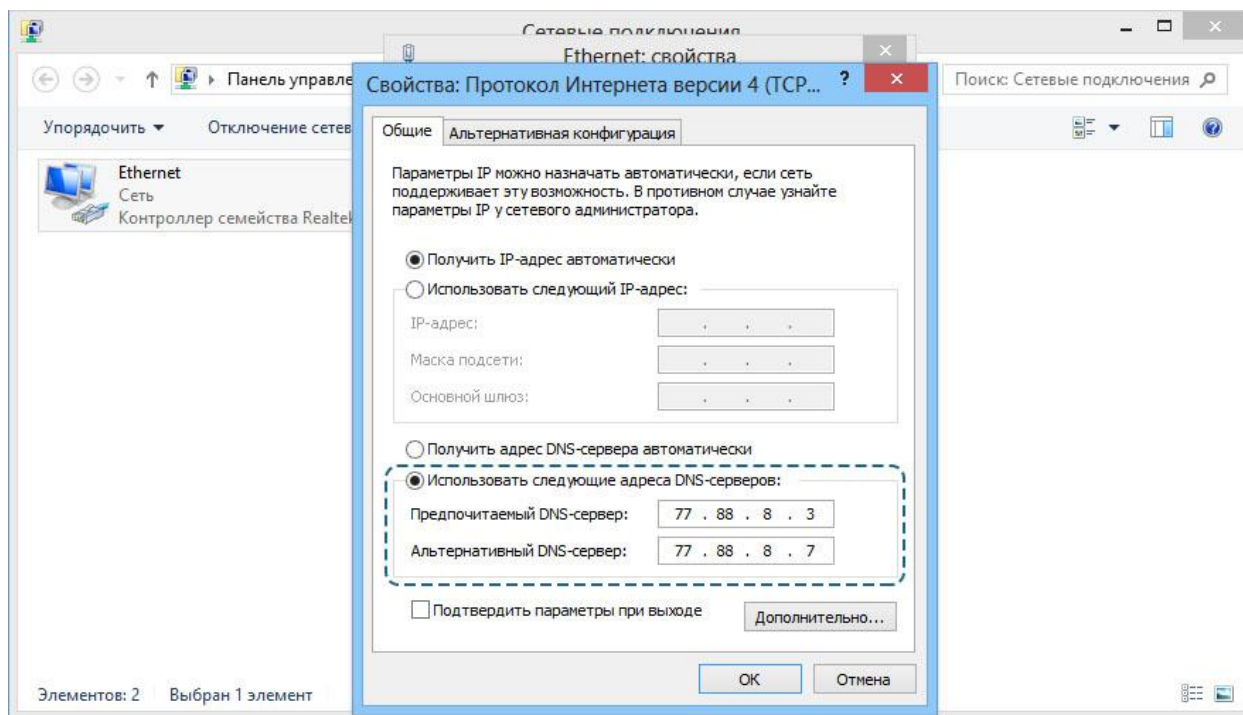 Сетевые подключения
Ethernet: свойства
Панель управле
Свойства: Протокол Интернета версии 4 (TCP... ?
Поиск: Сетевые подключения
Упорядочить
Отключение сетев
Общие
Альтернативная конфигурация
Ethernet
Сеть
Контроллер семейства Realtek
Параметры IP можно назначать автоматически, если сеть
поддерживает эту возможность. В противном случае узнайте
параметры IP у сетевого администратора.
Получить IP-адрес автоматически
Использовать следующий IP-адрес:
IP-адрес: . . .
Маска подсети: . . .
Основной шлюз: . . .
Получить адрес DNS-сервера автоматически
Использовать следующие адреса DNS-серверов:
Предпочитаемый DNS-сервер: 77 . 88 . 8 . 3
Альтернативный DNS-сервер: 77 . 88 . 8 . 7
Подтвердить параметры при выходе
Дополнительно...
ОК
Отмена
Элементов: 2
Выбран 1 элемент